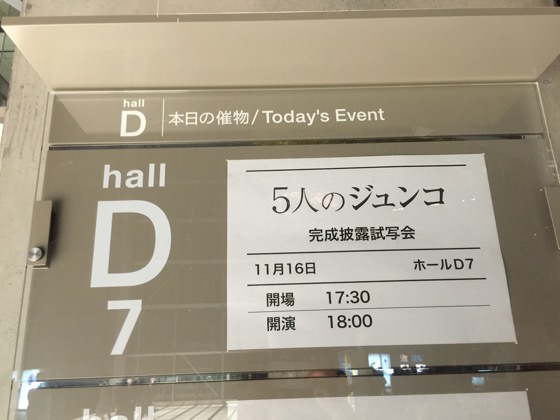 hall
D
本日の催物/Today's Event
hall
D
7
5人のジュンコ
完成披露試写会
11月16日 ホールD7
開場 17:30
開演 18:00
hall